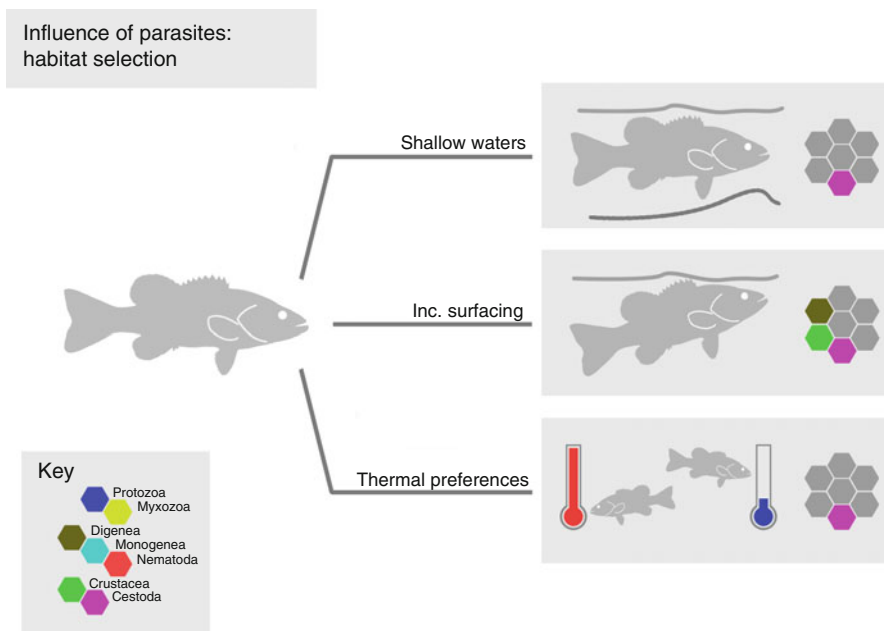 Influence of parasites:
habitat selection
Shallow waters
Inc. surfacing
Thermal preferences
Key
Protozoa
Myxozoa
Digenea
Monogenea
Nematoda
Crustacea
Cestoda